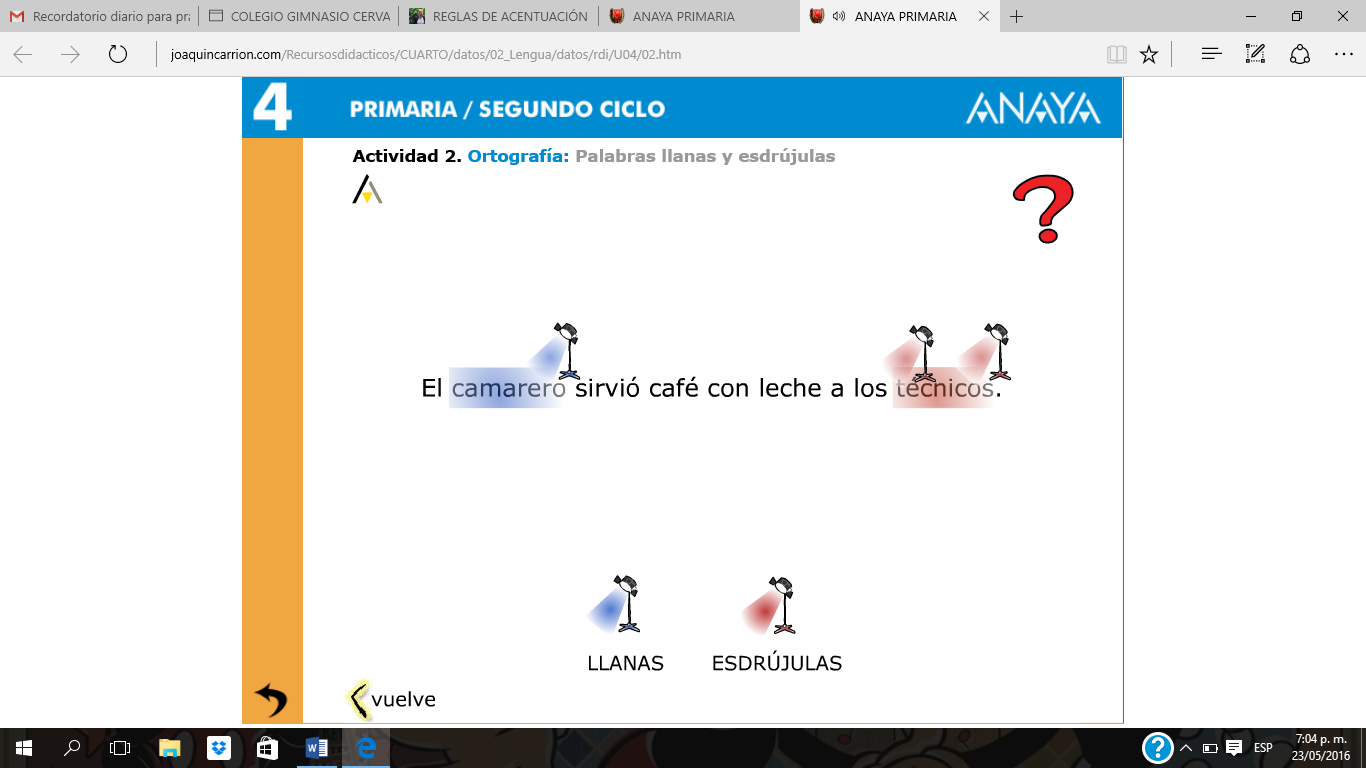 Recordatorio diario para pra
COLEGIO GIMNASIO CERVA
REGLAS DE ACENTUACIÓN
ANAYA PRIMARIA
ANAYA PRIMARIA
joaquincarrion.com/Recursosdidacticos/CUARTO/datos/02_Lengua/datos/rdi/U04/02.htm
4 PRIMARIA / SEGUNDO CICLO ANAYA
Actividad 2. Ortografía: Palabras llanas y esdrújulas
?
El camarero sirvió café con leche a los técnicos.
LLANAS ESDRÚJULAS
vuelve
ESP 7:04 p. m.
23/05/2016